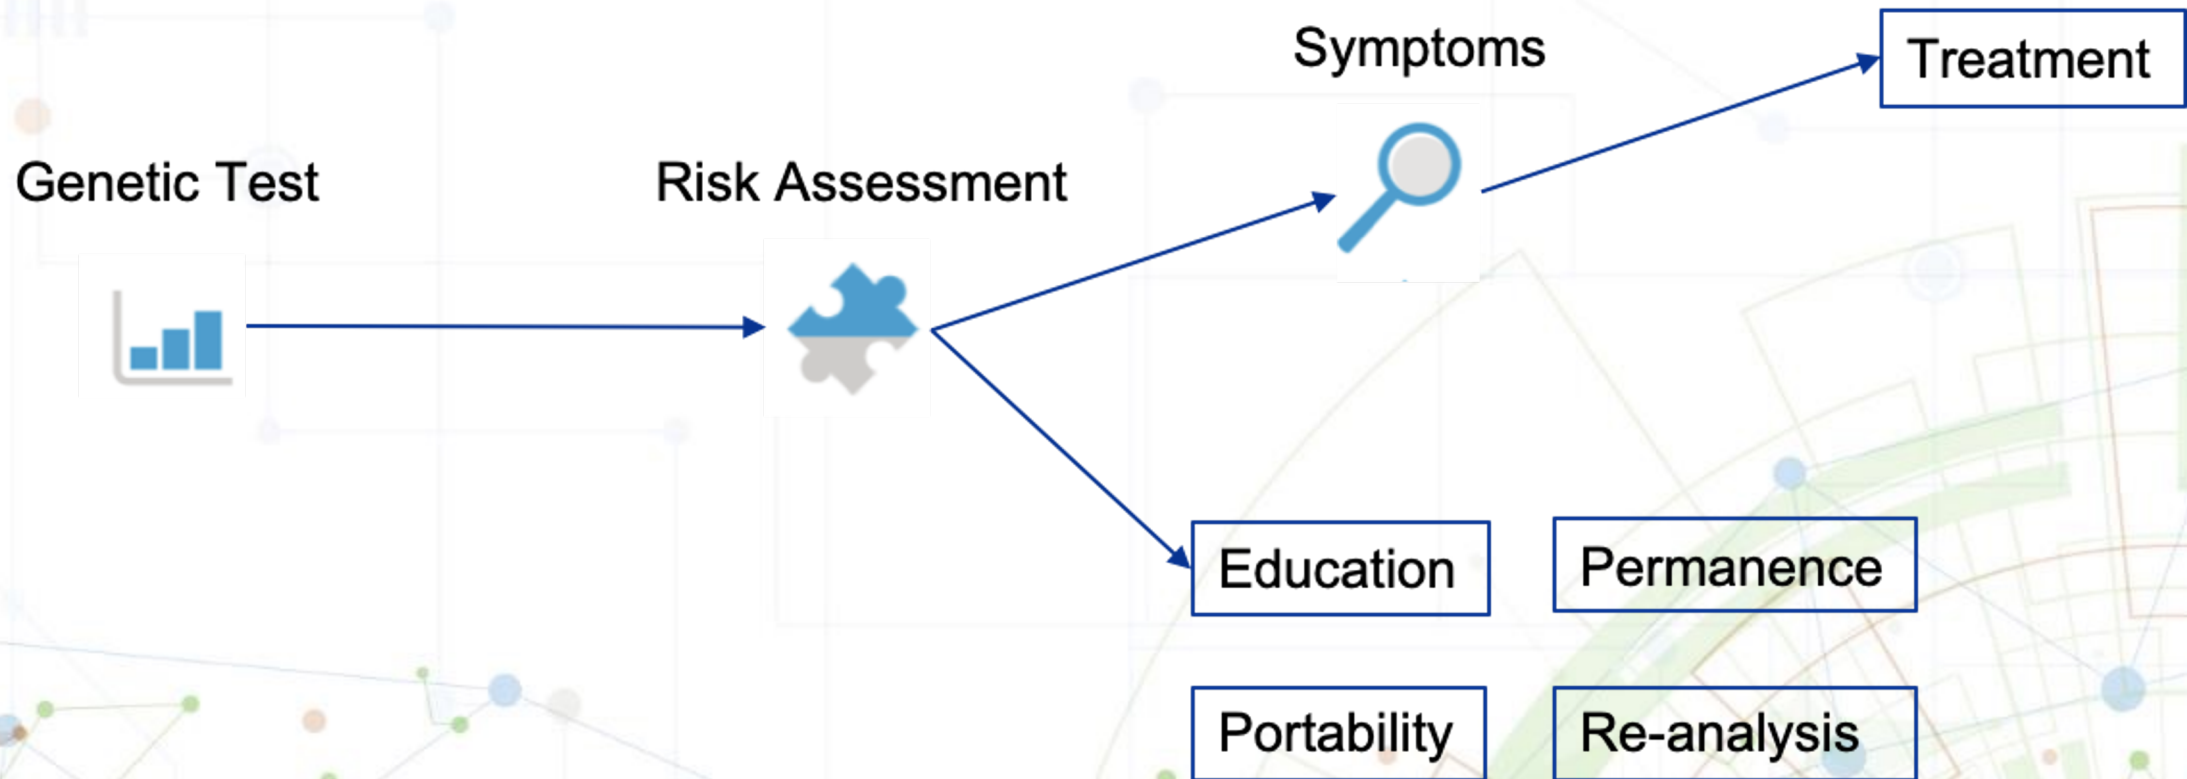 Symptoms
Treatment
Genetic Test
Risk Assessment
Education
Permanence
Portability
Re-analysis